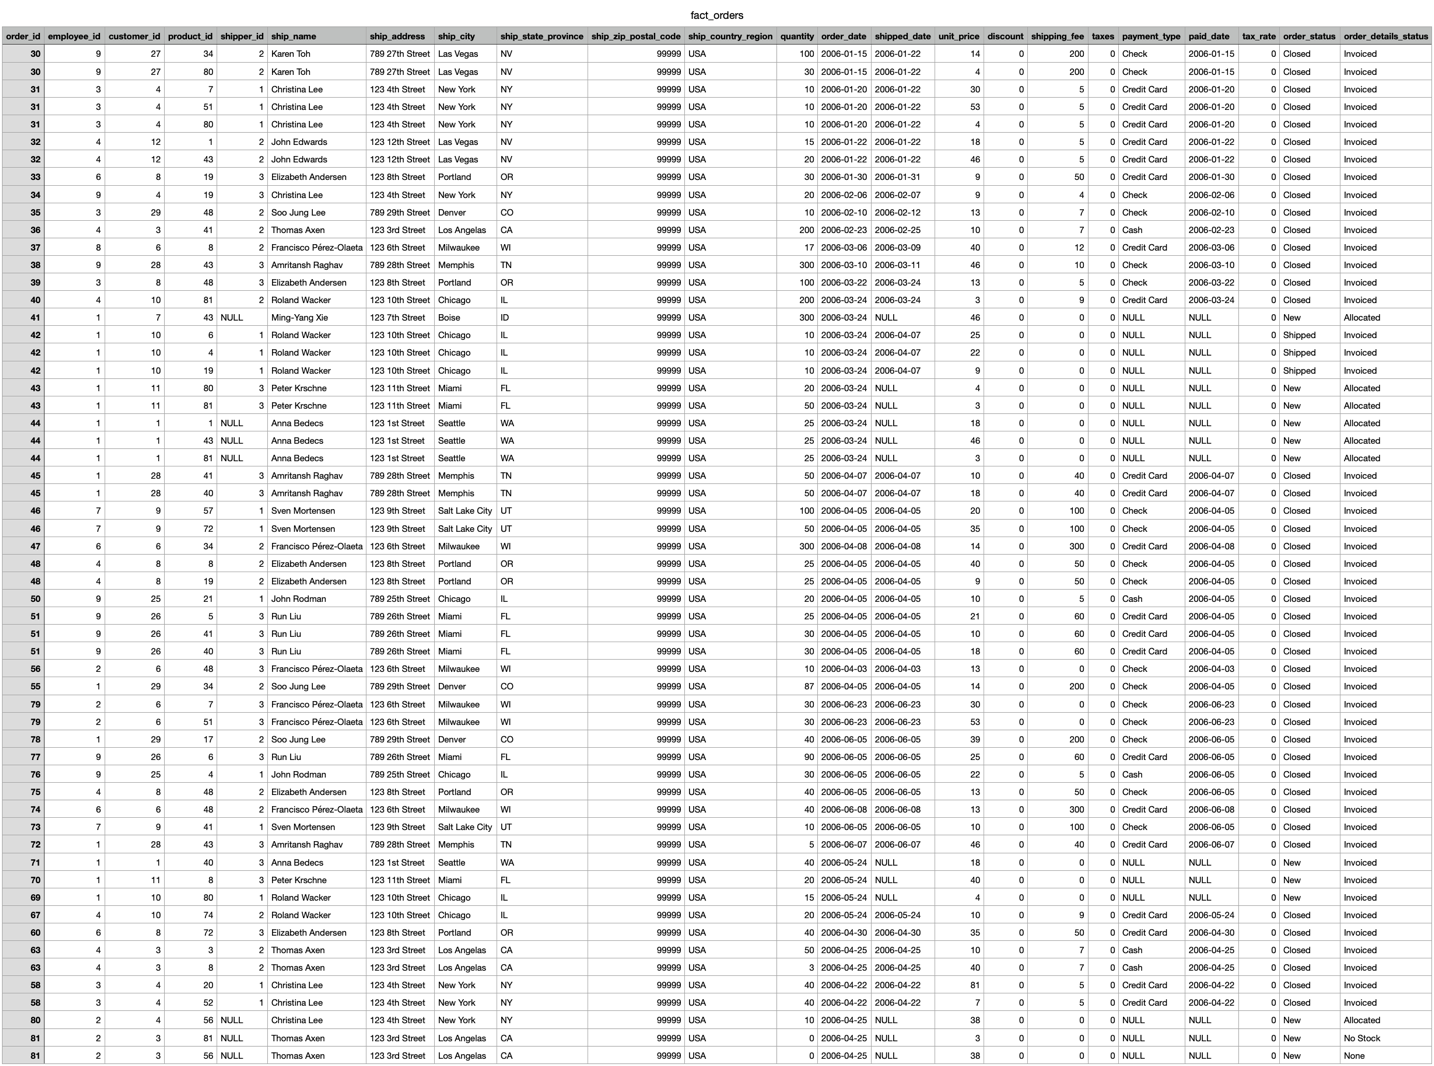 fact_orders
order_id employee_id customer_id product_id shipper_id ship_name ship_address ship_city ship_state_province ship_zip_postal_code ship_country_region quantity order_date shipped_date unit_price discount shipping_fee taxes payment_type paid_date tax_rate order_status order_details_status
30 9 27 34 2 Karen Toh 789 27th Street Las Vegas NV 99999 USA 100 2006-01-15 2006-01-22 14 0 200 0 Check 2006-01-15 0 Closed Invoiced
30 9 27 80 2 Karen Toh 789 27th Street Las Vegas NV 99999 USA 30 2006-01-15 2006-01-22 4 0 200 0 Check 2006-01-15 0 Closed Invoiced
31 3 4 7 1 Christina Lee 123 4th Street New York NY 99999 USA 10 2006-01-20 2006-01-22 30 0 5 0 Credit Card 2006-01-20 0 Closed Invoiced
31 3 4 51 1 Christina Lee 123 4th Street New York NY 99999 USA 10 2006-01-20 2006-01-22 53 0 5 0 Credit Card 2006-01-20 0 Closed Invoiced
31 3 4 80 1 Christina Lee 123 4th Street New York NY 99999 USA 10 2006-01-20 2006-01-22 4 0 5 0 Credit Card 2006-01-20 0 Closed Invoiced
32 4 12 1 2 John Edwards 123 12th Street Las Vegas NV 99999 USA 15 2006-01-22 2006-01-22 18 0 5 0 Credit Card 2006-01-22 0 Closed Invoiced
32 4 12 43 2 John Edwards 123 12th Street Las Vegas NV 99999 USA 20 2006-01-22 2006-01-22 46 0 5 0 Credit Card 2006-01-22 0 Closed Invoiced
33 6 8 19 3 Elizabeth Andersen 123 8th Street Portland OR 99999 USA 30 2006-01-30 2006-01-31 9 0 50 0 Credit Card 2006-01-30 0 Closed Invoiced
34 9 4 19 3 Christina Lee 123 4th Street New York NY 99999 USA 20 2006-02-06 2006-02-07 9 0 4 0 Check 2006-02-06 0 Closed Invoiced
35 3 29 48 2 Soo Jung Lee 789 29th Street Denver CO 99999 USA 10 2006-02-10 2006-02-12 13 0 7 0 Check 2006-02-10 0 Closed Invoiced
36 4 3 41 2 Thomas Axen 123 3rd Street Los Angelas CA 99999 USA 200 2006-02-23 2006-02-25 10 0 7 0 Cash 2006-02-23 0 Closed Invoiced
37 8 6 8 2 Francisco Pérez-Olaeta 123 6th Street Milwaukee WI 99999 USA 17 2006-03-06 2006-03-09 40 0 12 0 Credit Card 2006-03-06 0 Closed Invoiced
38 9 28 43 3 Amritansh Raghav 789 28th Street Memphis TN 99999 USA 300 2006-03-10 2006-03-11 46 0 10 0 Check 2006-03-10 0 Closed Invoiced
39 3 8 48 3 Elizabeth Andersen 123 8th Street Portland OR 99999 USA 100 2006-03-22 2006-03-24 13 0 5 0 Check 2006-03-22 0 Closed Invoiced
40 4 10 81 2 Roland Wacker 123 10th Street Chicago IL 99999 USA 200 2006-03-24 2006-03-24 3 0 9 0 Credit Card 2006-03-24 0 Closed Invoiced
41 1 7 43 NULL Ming-Yang Xie 123 7th Street Boise ID 99999 USA 300 2006-03-24 NULL 46 0 0 0 NULL NULL 0 New Allocated
42 1 10 6 1 Roland Wacker 123 10th Street Chicago IL 99999 USA 10 2006-03-24 2006-04-07 25 0 0 0 NULL NULL 0 Shipped Invoiced
42 1 10 4 1 Roland Wacker 123 10th Street Chicago IL 99999 USA 10 2006-03-24 2006-04-07 22 0 0 0 NULL NULL 0 Shipped Invoiced
42 1 10 19 1 Roland Wacker 123 10th Street Chicago IL 99999 USA 10 2006-03-24 2006-04-07 9 0 0 0 NULL NULL 0 Shipped Invoiced
43 1 11 80 3 Peter Krschne 123 11th Street Miami FL 99999 USA 20 2006-03-24 NULL 4 0 0 0 NULL NULL 0 New Allocated
43 1 11 81 3 Peter Krschne 123 11th Street Miami FL 99999 USA 50 2006-03-24 NULL 3 0 0 0 NULL NULL 0 New Allocated
44 1 1 1 NULL Anna Bedecs 123 1st Street Seattle WA 99999 USA 25 2006-03-24 NULL 18 0 0 0 NULL NULL 0 New Allocated
44 1 1 43 NULL Anna Bedecs 123 1st Street Seattle WA 99999 USA 25 2006-03-24 NULL 46 0 0 0 NULL NULL 0 New Allocated
44 1 1 81 NULL Anna Bedecs 123 1st Street Seattle WA 99999 USA 25 2006-03-24 NULL 3 0 0 0 NULL NULL 0 New Allocated
45 1 28 41 3 Amritansh Raghav 789 28th Street Memphis TN 99999 USA 50 2006-04-07 2006-04-07 10 0 40 0 Credit Card 2006-04-07 0 Closed Invoiced
45 1 28 40 3 Amritansh Raghav 789 28th Street Memphis TN 99999 USA 50 2006-04-07 2006-04-07 18 0 40 0 Credit Card 2006-04-07 0 Closed Invoiced
46 7 9 57 1 Sven Mortensen 123 9th Street Salt Lake City UT 99999 USA 100 2006-04-05 2006-04-05 20 0 100 0 Check 2006-04-05 0 Closed Invoiced
46 7 9 72 1 Sven Mortensen 123 9th Street Salt Lake City UT 99999 USA 50 2006-04-05 2006-04-05 35 0 100 0 Check 2006-04-05 0 Closed Invoiced
47 6 6 34 2 Francisco Pérez-Olaeta 123 6th Street Milwaukee WI 99999 USA 300 2006-04-08 2006-04-08 14 0 300 0 Credit Card 2006-04-08 0 Closed Invoiced
48 4 8 8 2 Elizabeth Andersen 123 8th Street Portland OR 99999 USA 25 2006-04-05 2006-04-05 40 0 50 0 Check 2006-04-05 0 Closed Invoiced
48 4 8 19 2 Elizabeth Andersen 123 8th Street Portland OR 99999 USA 25 2006-04-05 2006-04-05 9 0 50 0 Check 2006-04-05 0 Closed Invoiced
50 9 25 21 1 John Rodman 789 25th Street Chicago IL 99999 USA 20 2006-04-05 2006-04-05 10 0 5 0 Cash 2006-04-05 0 Closed Invoiced
51 9 26 5 3 Run Liu 789 26th Street Miami FL 99999 USA 25 2006-04-05 2006-04-05 21 0 60 0 Credit Card 2006-04-05 0 Closed Invoiced
51 9 26 41 3 Run Liu 789 26th Street Miami FL 99999 USA 30 2006-04-05 2006-04-05 10 0 60 0 Credit Card 2006-04-05 0 Closed Invoiced
51 9 26 40 3 Run Liu 789 26th Street Miami FL 99999 USA 30 2006-04-05 2006-04-05 18 0 60 0 Credit Card 2006-04-05 0 Closed Invoiced
56 2 6 48 3 Francisco Pérez-Olaeta 123 6th Street Milwaukee WI 99999 USA 10 2006-04-03 2006-04-03 13 0 0 0 Check 2006-04-03 0 Closed Invoiced
55 1 29 34 2 Soo Jung Lee 789 29th Street Denver CO 99999 USA 87 2006-04-05 2006-04-05 14 0 200 0 Check 2006-04-05 0 Closed Invoiced
79 2 6 7 3 Francisco Pérez-Olaeta 123 6th Street Milwaukee WI 99999 USA 30 2006-06-23 2006-06-23 30 0 0 0 Check 2006-06-23 0 Closed Invoiced
79 2 6 51 3 Francisco Pérez-Olaeta 123 6th Street Milwaukee WI 99999 USA 30 2006-06-23 2006-06-23 53 0 0 0 Check 2006-06-23 0 Closed Invoiced
78 1 29 17 2 Soo Jung Lee 789 29th Street Denver CO 99999 USA 40 2006-06-05 2006-06-05 39 0 200 0 Check 2006-06-05 0 Closed Invoiced
77 9 26 6 3 Run Liu 789 26th Street Miami FL 99999 USA 90 2006-06-05 2006-06-05 25 0 60 0 Credit Card 2006-06-05 0 Closed Invoiced
76 9 25 4 1 John Rodman 789 25th Street Chicago IL 99999 USA 30 2006-06-05 2006-06-05 22 0 5 0 Cash 2006-06-05 0 Closed Invoiced
75 4 8 48 2 Elizabeth Andersen 123 8th Street Portland OR 99999 USA 40 2006-06-05 2006-06-05 13 0 50 0 Check 2006-06-05 0 Closed Invoiced
74 6 6 48 2 Francisco Pérez-Olaeta 123 6th Street Milwaukee WI 99999 USA 40 2006-06-08 2006-06-08 13 0 300 0 Credit Card 2006-06-08 0 Closed Invoiced
73 7 9 41 1 Sven Mortensen 123 9th Street Salt Lake City UT 99999 USA 10 2006-06-05 2006-06-05 10 0 100 0 Check 2006-06-05 0 Closed Invoiced
72 1 28 43 3 Amritansh Raghav 789 28th Street Memphis TN 99999 USA 5 2006-06-07 2006-06-07 46 0 40 0 Credit Card 2006-06-07 0 Closed Invoiced
71 1 1 40 3 Anna Bedecs 123 1st Street Seattle WA 99999 USA 40 2006-05-24 NULL 18 0 0 0 NULL NULL 0 New Invoiced
70 1 11 8 3 Peter Krschne 123 11th Street Miami FL 99999 USA 20 2006-05-24 NULL 40 0 0 0 NULL NULL 0 New Invoiced
69 1 10 80 1 Roland Wacker 123 10th Street Chicago IL 99999 USA 15 2006-05-24 NULL 4 0 0 0 NULL NULL 0 New Invoiced
67 4 10 74 2 Roland Wacker 123 10th Street Chicago IL 99999 USA 20 2006-05-24 2006-05-24 10 0 9 0 Credit Card 2006-05-24 0 Closed Invoiced
60 6 8 72 3 Elizabeth Andersen 123 8th Street Portland OR 99999 USA 40 2006-04-30 2006-04-30 35 0 50 0 Credit Card 2006-04-30 0 Closed Invoiced
63 4 3 3 2 Thomas Axen 123 3rd Street Los Angelas CA 99999 USA 50 2006-04-25 2006-04-25 10 0 7 0 Cash 2006-04-25 0 Closed Invoiced
63 4 3 8 2 Thomas Axen 123 3rd Street Los Angelas CA 99999 USA 3 2006-04-25 2006-04-25 40 0 7 0 Cash 2006-04-25 0 Closed Invoiced
58 3 4 20 1 Christina Lee 123 4th Street New York NY 99999 USA 40 2006-04-22 2006-04-22 81 0 5 0 Credit Card 2006-04-22 0 Closed Invoiced
58 3 4 52 1 Christina Lee 123 4th Street New York NY 99999 USA 40 2006-04-22 2006-04-22 7 0 5 0 Credit Card 2006-04-22 0 Closed Invoiced
80 2 4 56 NULL Christina Lee 123 4th Street New York NY 99999 USA 10 2006-04-25 NULL 38 0 0 0 NULL NULL 0 New Allocated
81 2 3 81 NULL Thomas Axen 123 3rd Street Los Angelas CA 99999 USA 0 2006-04-25 NULL 3 0 0 0 NULL NULL 0 New No Stock
81 2 3 56 NULL Thomas Axen 123 3rd Street Los Angelas CA 99999 USA 0 2006-04-25 NULL 38 0 0 0 NULL NULL 0 New None